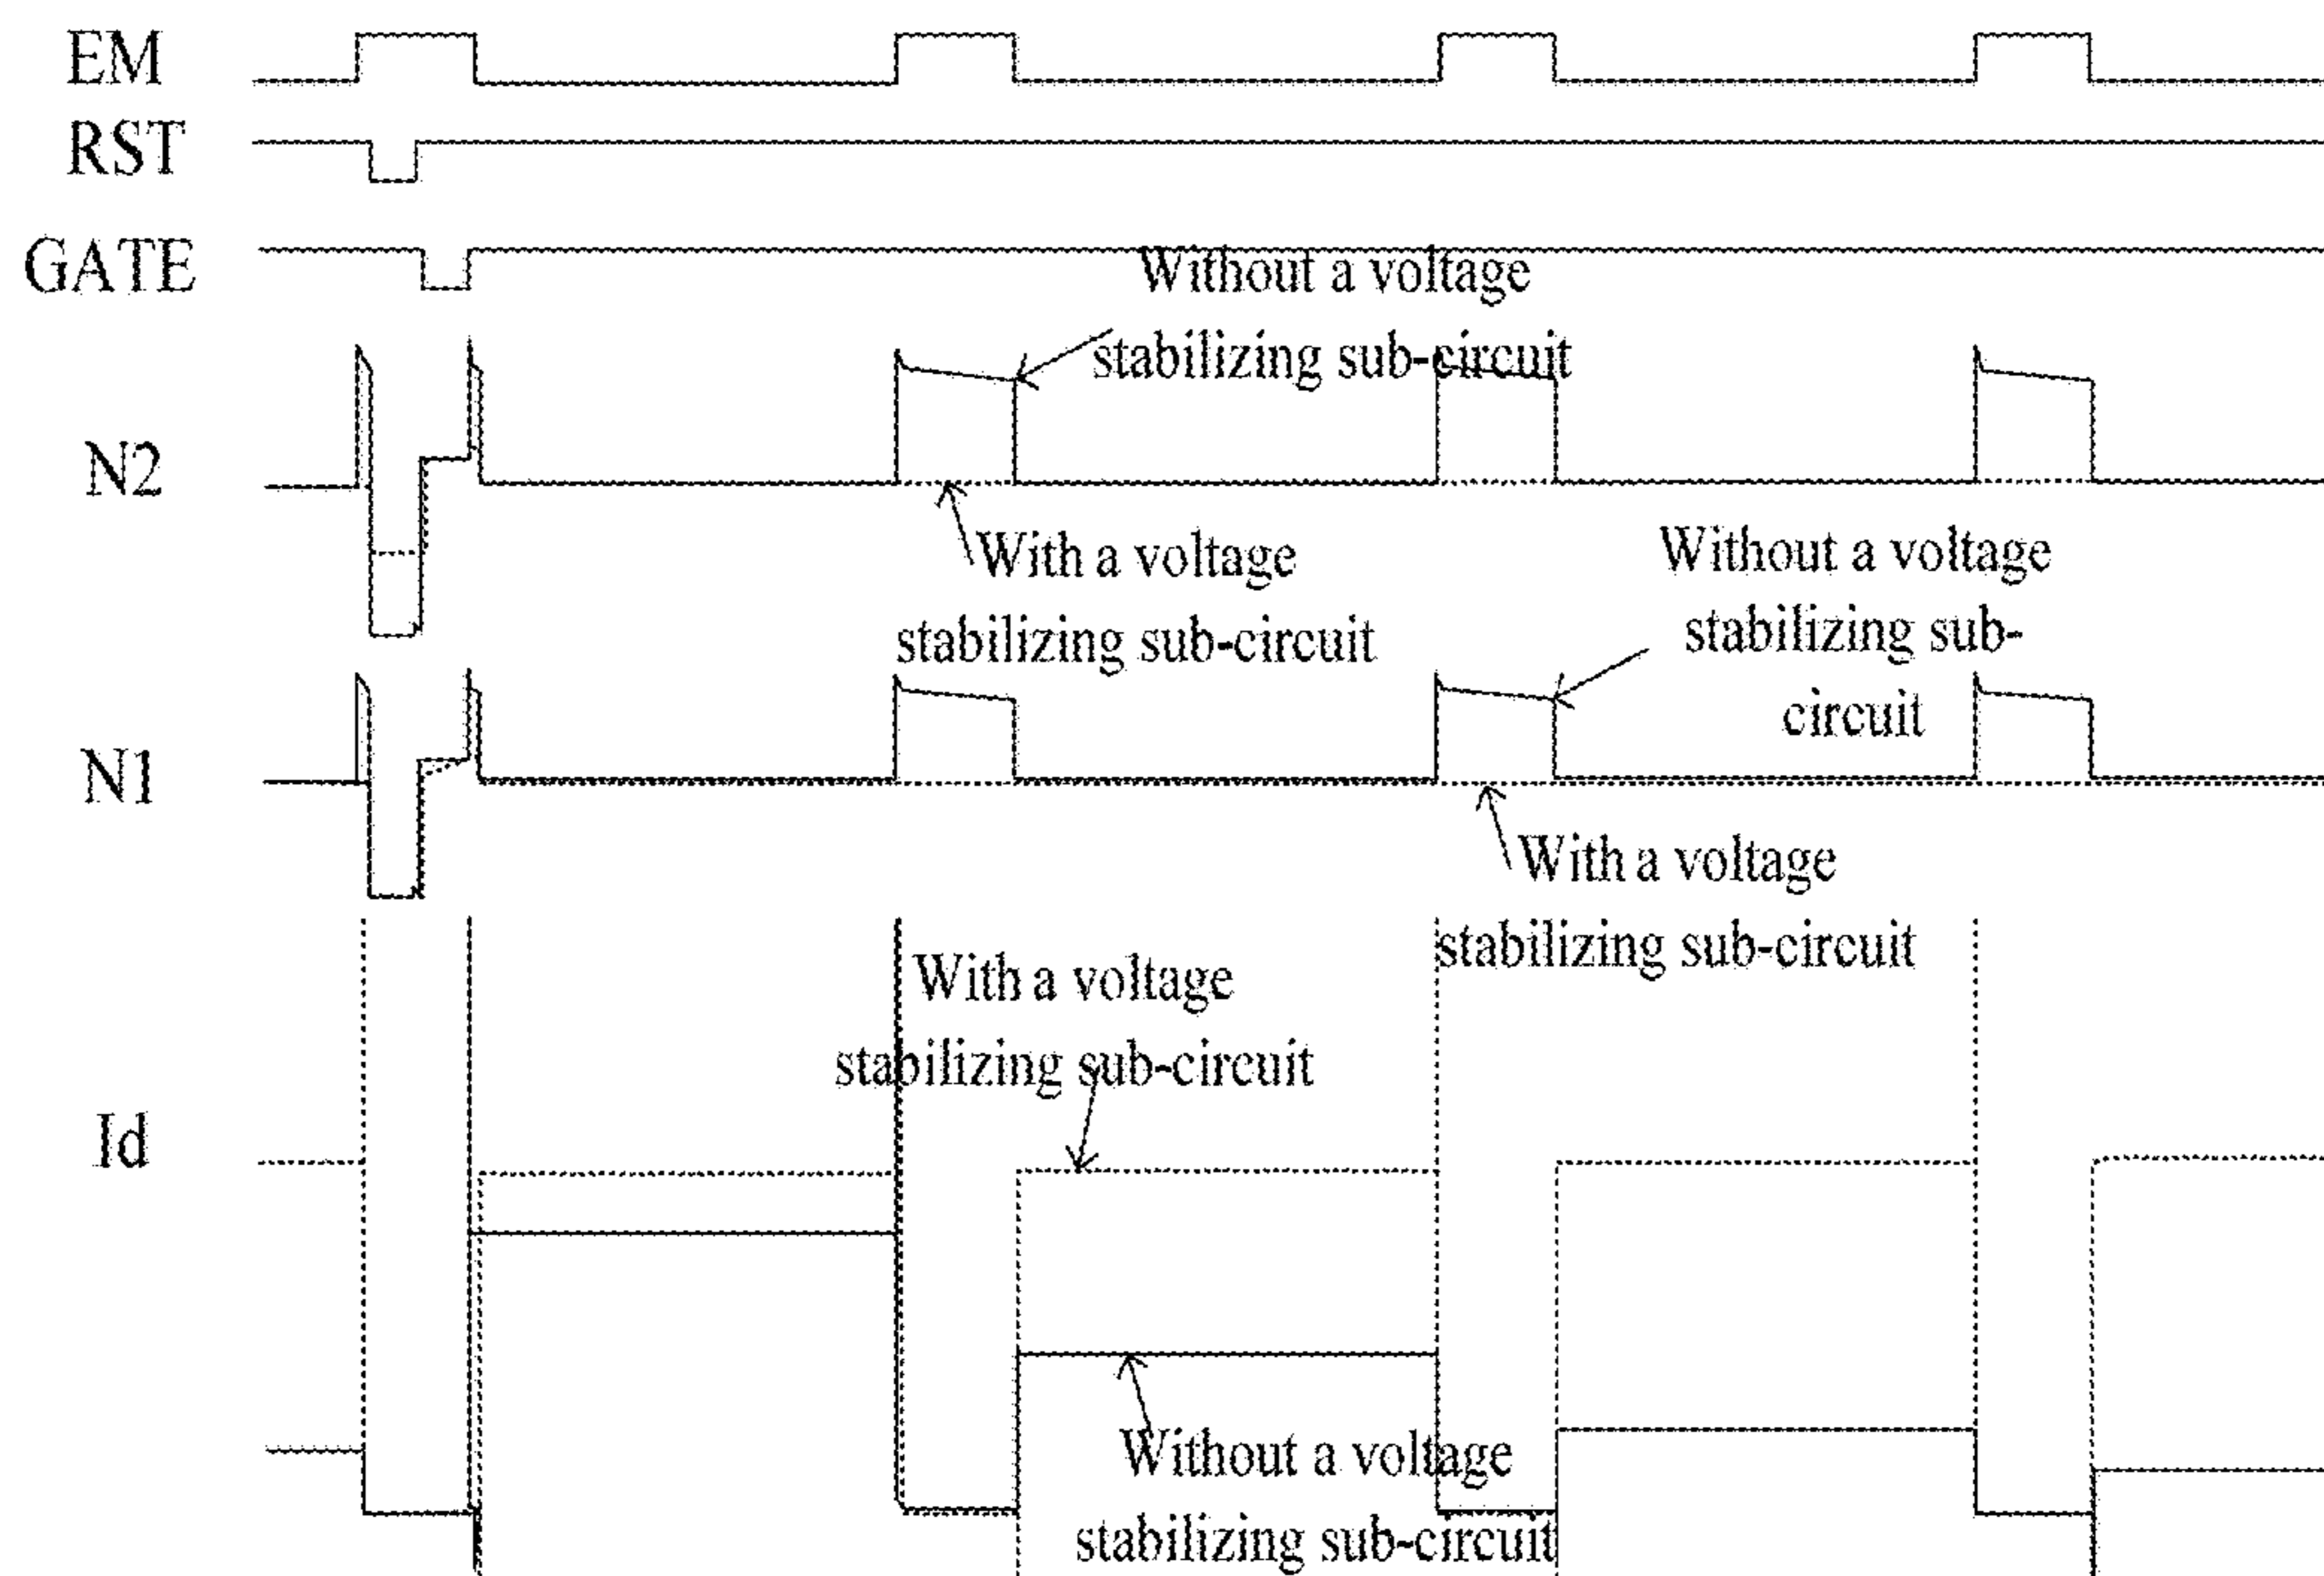 EM
RST
GATE
Without a voltage
stabilizing sub-circuit
N2
With a voltage
stabilizing sub-circuit
Without a voltage
stabilizing sub-
circuit
N1
With a voltage
stabilizing sub-circuit
With a voltage
stabilizing sub-circuit
Id
Without a voltage
stabilizing sub-circuit